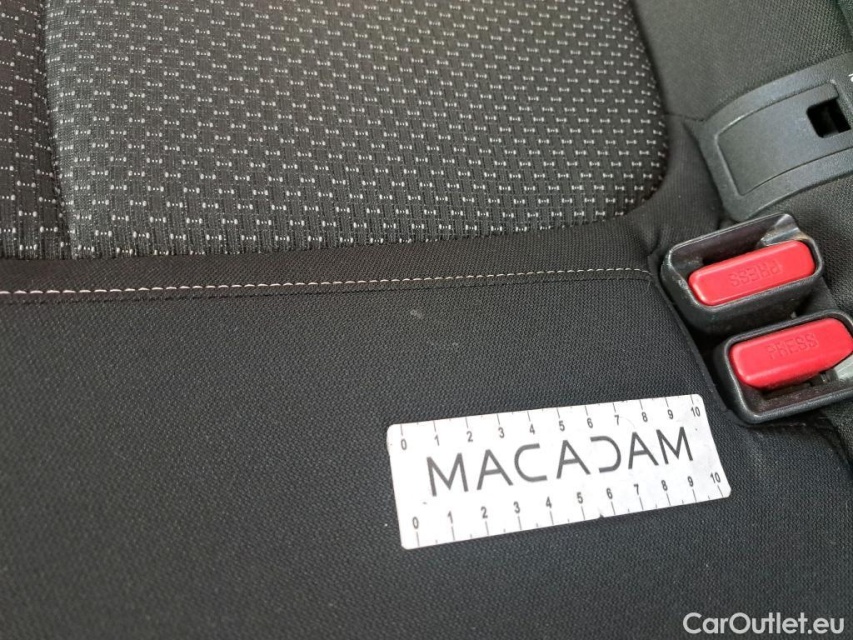 PRESS
PRESS
0 1 2 3 4 5 6 7 8 9 10
MACADAM
0 1 2 3 4 5 6 7 8 9 10
CarOutlet.eu